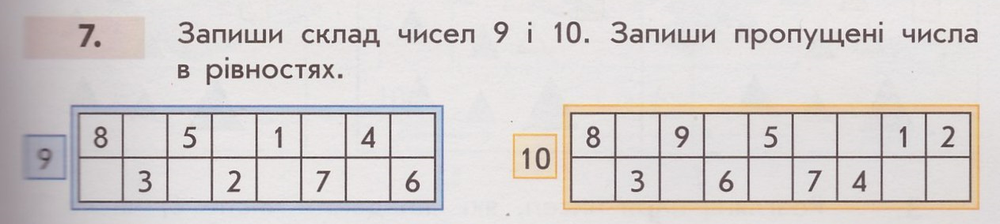 7. Запиши склад чисел 9 і 10. Запиши пропущені числа
в рівностях.
8 5 1 4
9
3 2 7 6
8 9 5 1 2
10
3 6 7 4